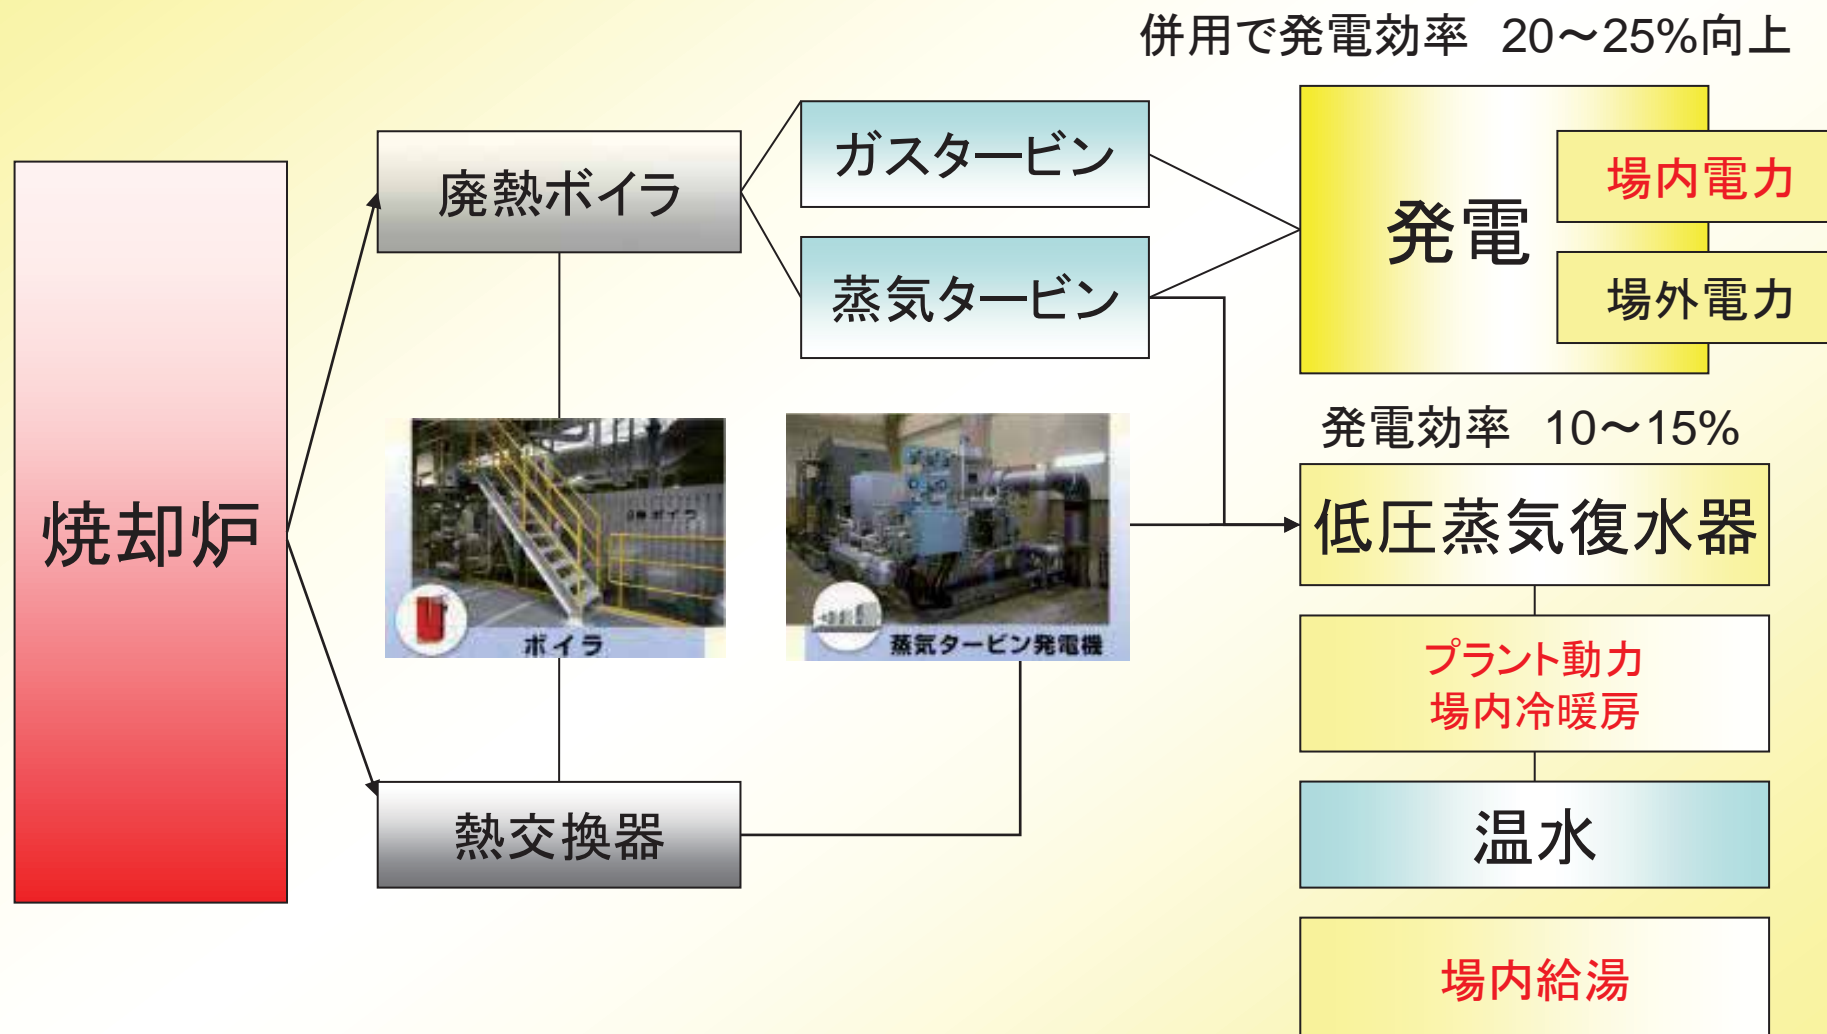 併用で発電効率 20～25%向上
焼却炉
廃熱ボイラ
ガスタービン
蒸気タービン
発電
場内電力
場外電力
発電効率 10～15%
ボイラ
蒸気タービン発電機
低圧蒸気復水器
プラント動力
場内冷暖房
熱交換器
温水
場内給湯